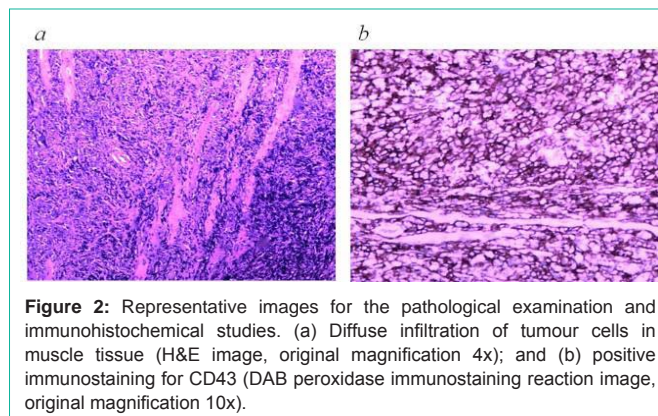 a b
Figure 2: Representative images for the pathological examination and
immunohistochemical studies. (a) Diffuse infiltration of tumour cells in
muscle tissue (H&E image, original magnification 4x); and (b) positive
immunostaining for CD43 (DAB peroxidase immunostaining reaction image,
original magnification 10x).